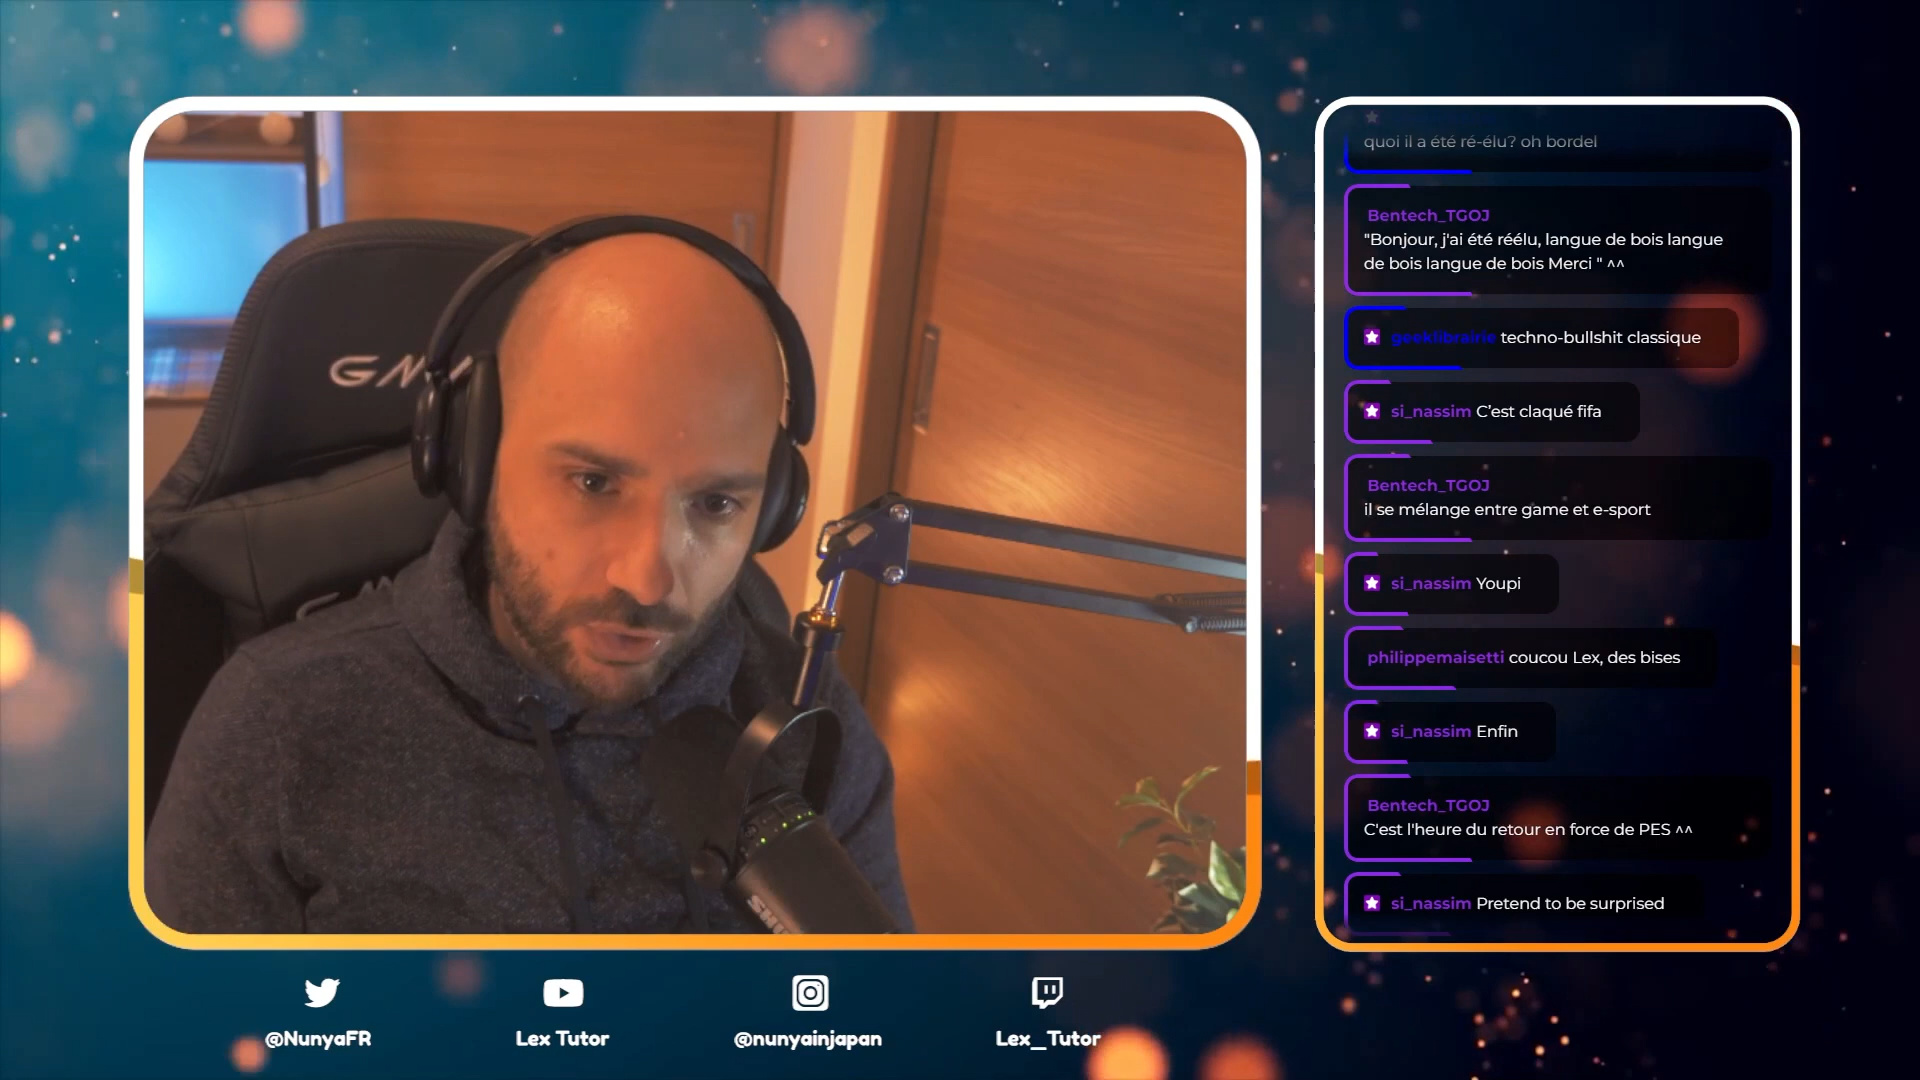 quoi il a été ré-élu? oh bordel
Bentech_TGOJ
"Bonjour, j'ai été réélu, langue de bois langue
de bois langue de bois Merci " ^^
geeklibrairie techno-bullshit classique
si_nassim C'est claqué fifa
Bentech_TGOJ
il se mélange entre game et e-sport
si_nassim Youpi
philippemaisetti coucou Lex, des bises
si_nassim Enfin
Bentech_TGOJ
C'est l'heure du retour en force de PES ^^
si_nassim Pretend to be surprised
@NunyaFR
Lex Tutor
@nunyainjapan
Lex_Tutor